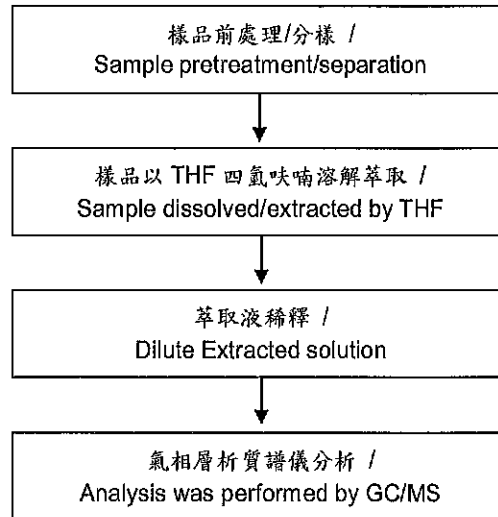 樣品前處理/分樣 /
Sample pretreatment/separation
樣品以 THF 四氫呋喃溶解萃取 /
Sample dissolved/extracted by THF
萃取液稀釋 /
Dilute Extracted solution
氣相層析質譜儀分析 /
Analysis was performed by GC/MS